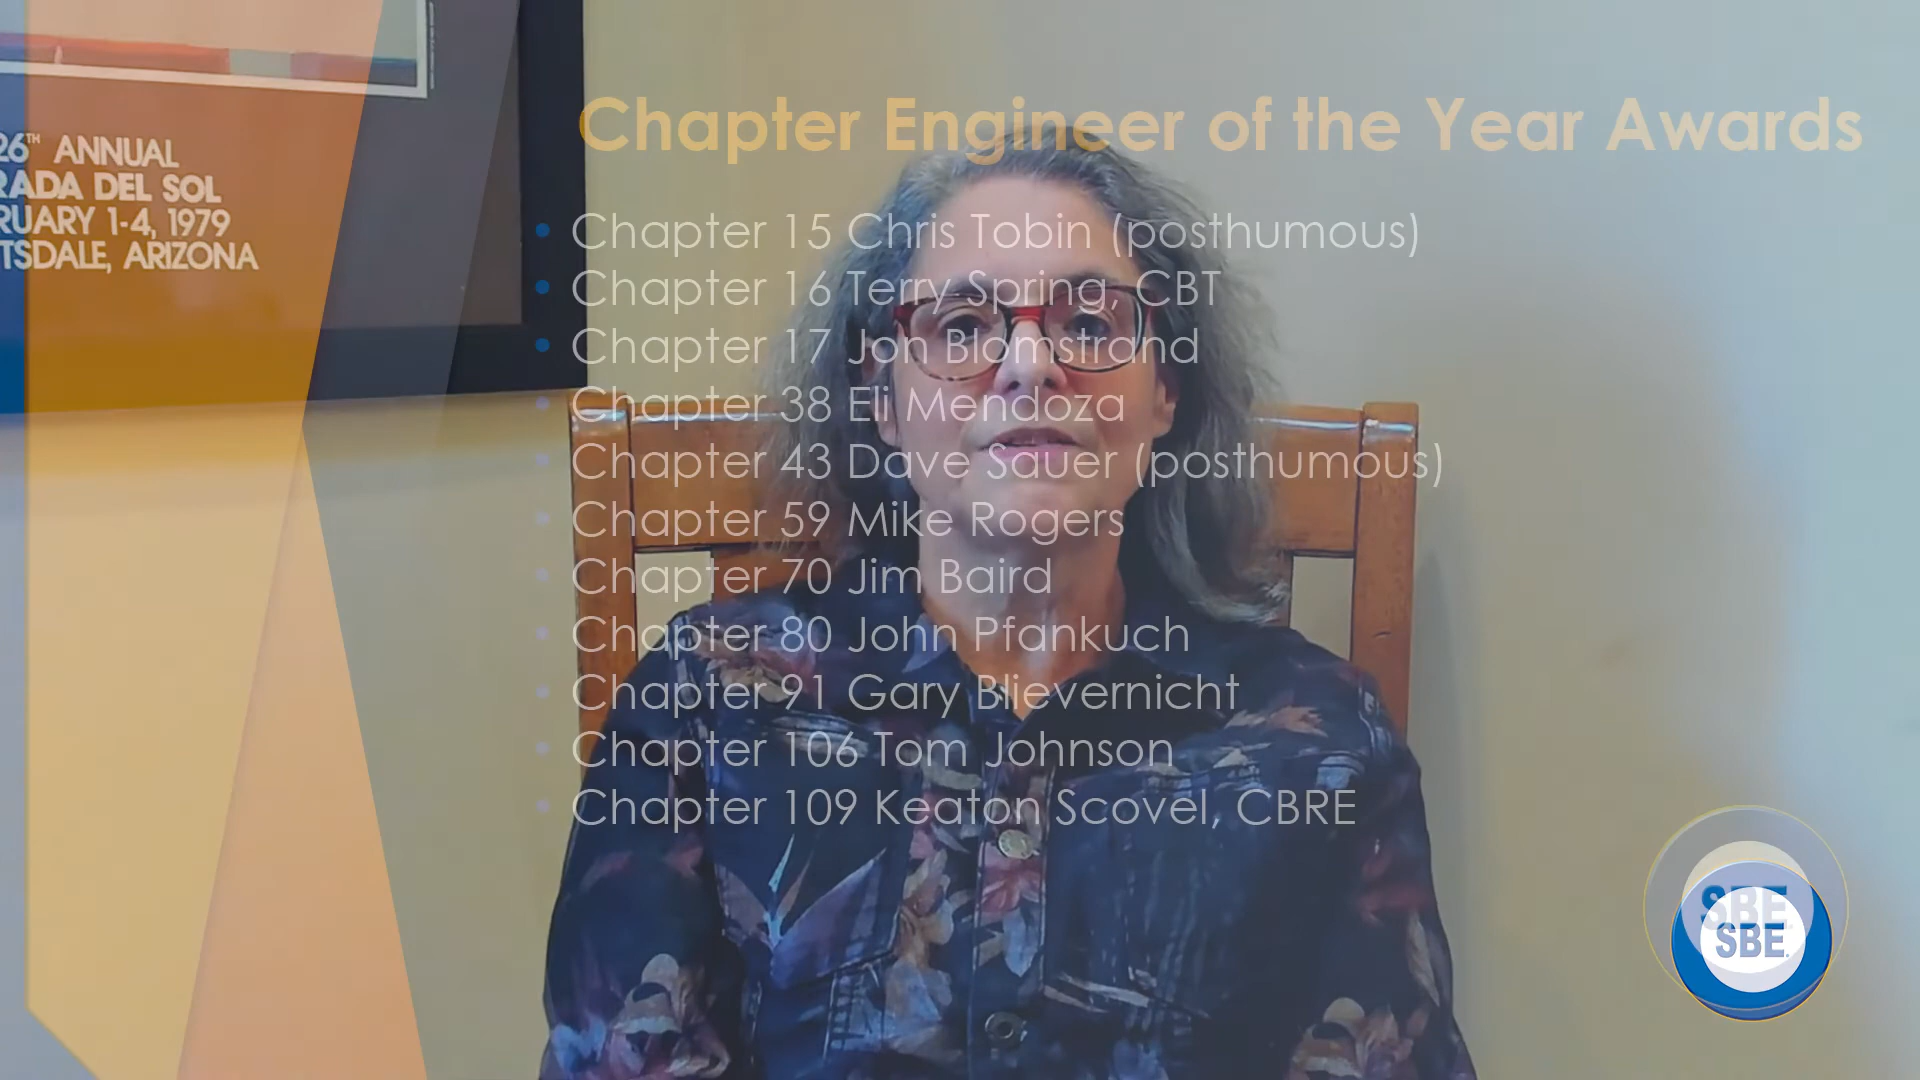 26TH ANNUAL
RADA DEL SOL
RUARY 1-4, 1979
TSDALE, ARIZONA
Chapter Engineer of the Year Awards
• Chapter 15 Chris Tobin (posthumous)
• Chapter 16 Terry Spring, CBT
• Chapter 17 Jon Blomstrand
• Chapter 38 Eli Mendoza
• Chapter 43 Dave Sauer (posthumous)
• Chapter 59 Mike Rogers
• Chapter 70 Jim Baird
• Chapter 80 John Pfankuch
• Chapter 91 Gary Blievernicht
• Chapter 106 Tom Johnson
• Chapter 109 Keaton Scovel, CBRE
SBE
SBE